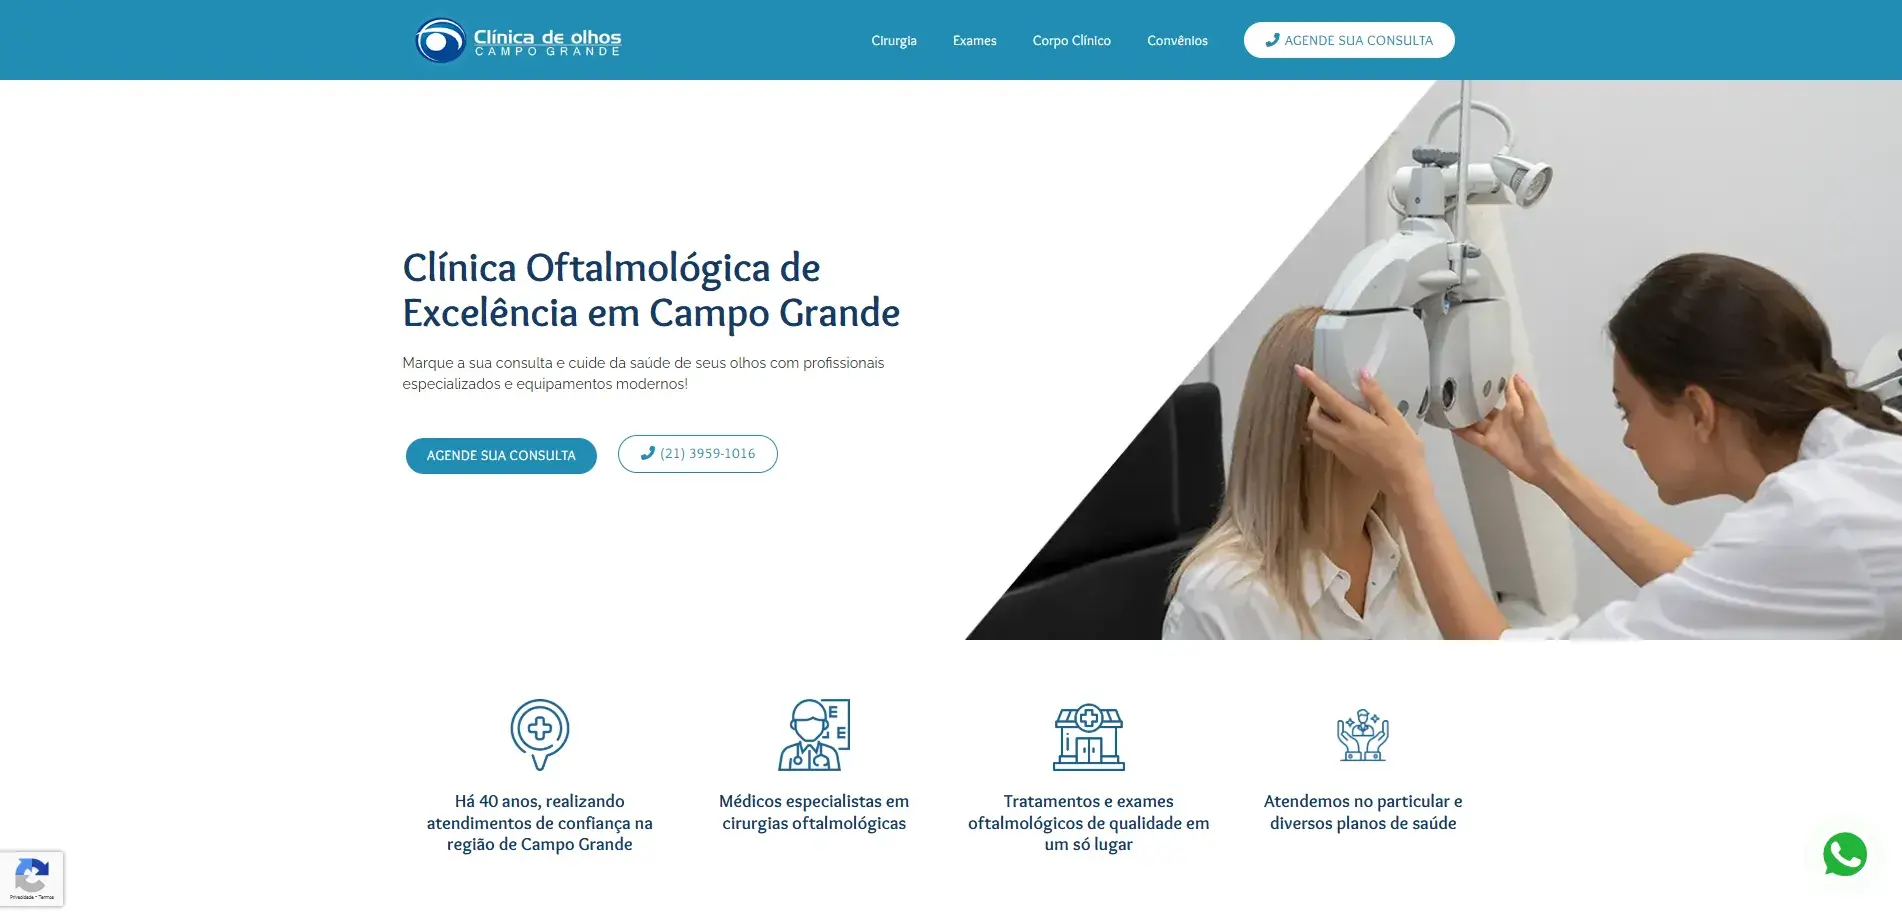 Clínica de olhos
CAMPO GRANDE
Cirurgia
Exames
Corpo Clínico
Convênios
AGENDE SUA CONSULTA
Clínica Oftalmológica de
Excelência em Campo Grande
Marque a sua consulta e cuide da saúde de seus olhos com profissionais
especializados e equipamentos modernos!
AGENDE SUA CONSULTA
(21) 3959-1016
E
E
Há 40 anos, realizando
atendimentos de confiança na
região de Campo Grande
Médicos especialistas em
cirurgias oftalmológicas
Tratamentos e exames
oftalmológicos de qualidade em
um só lugar
Atendemos no particular e
diversos planos de saúde
Privacidade - Termos